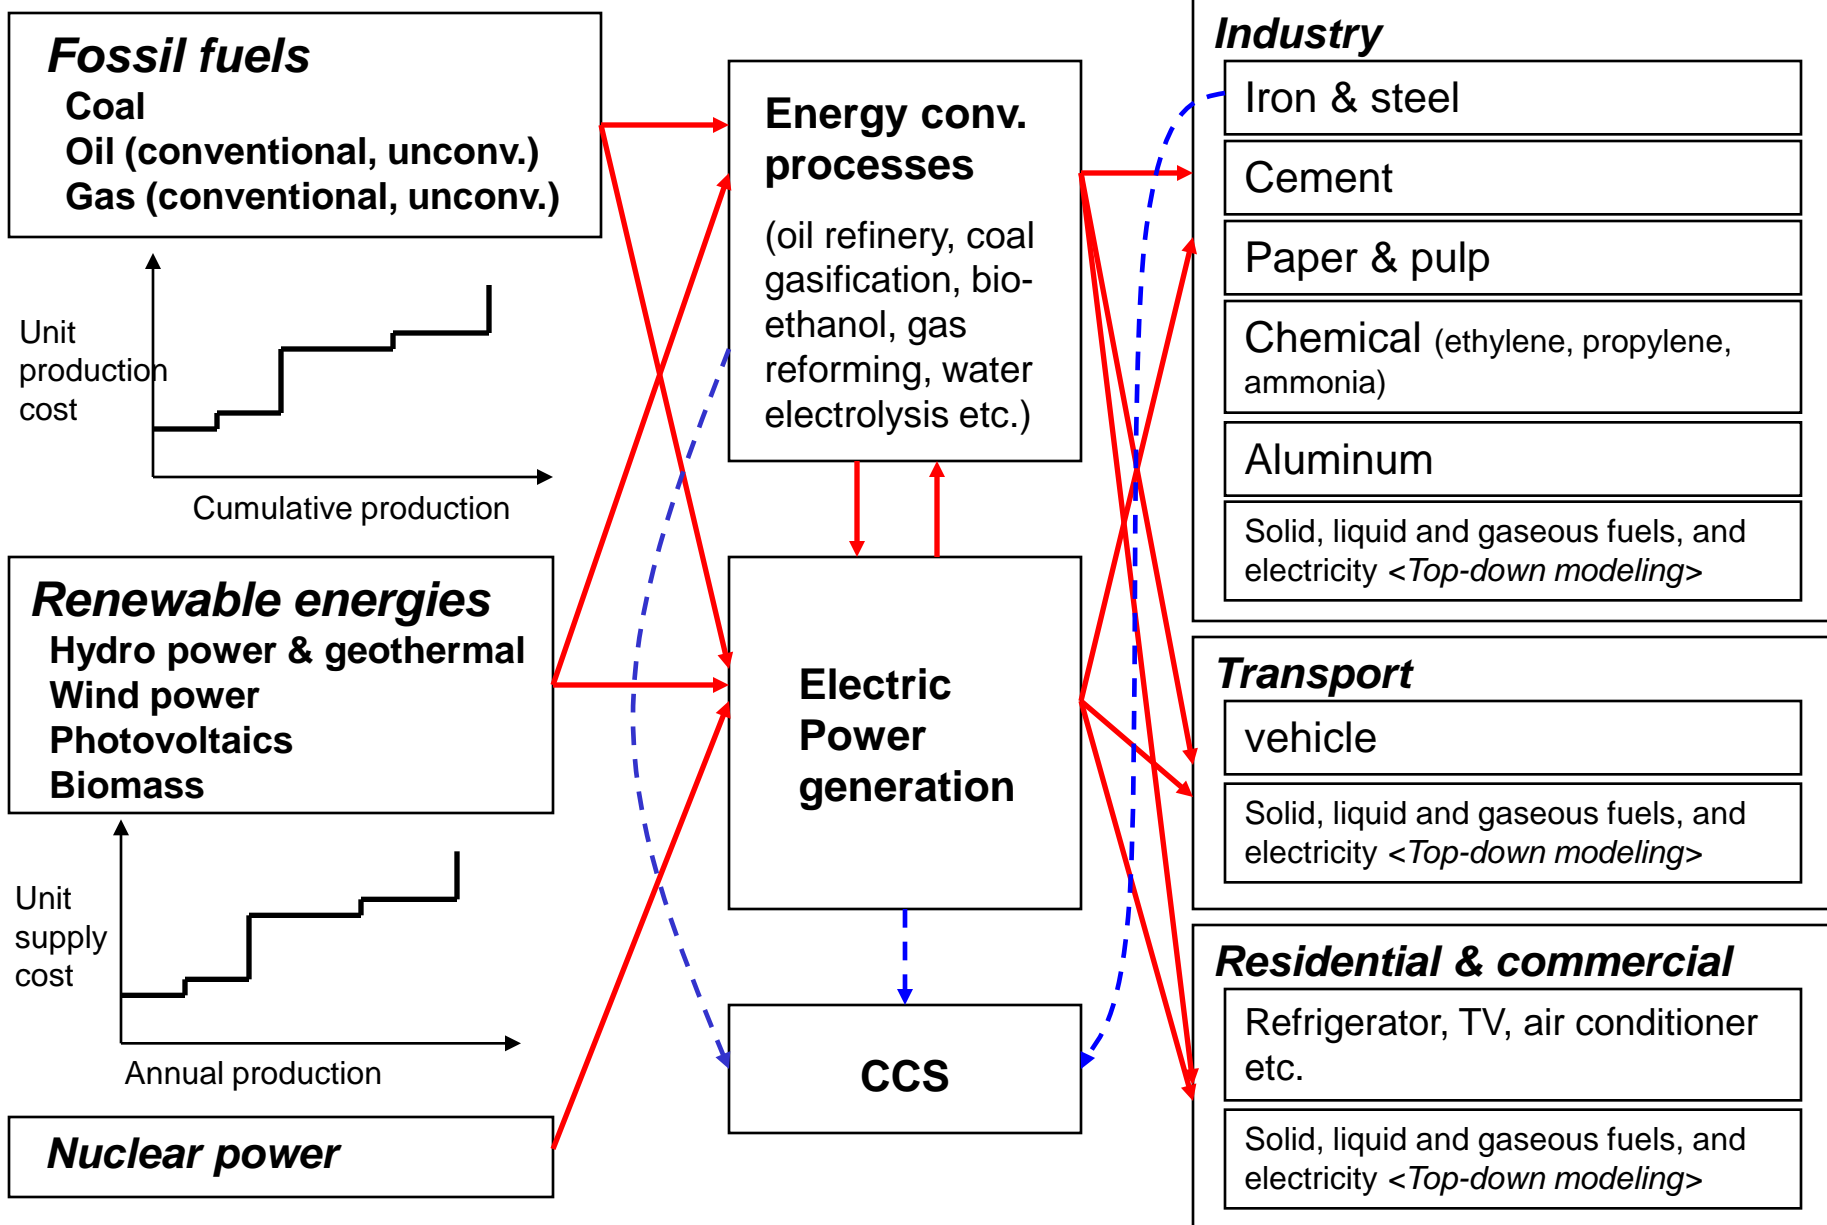 Fossil fuels
Coal
Oil (conventional, unconv.)
Gas (conventional, unconv.)
Unit
production
cost
Cumulative production
Renewable energies
Hydro power & geothermal
Wind power
Photovoltaics
Biomass
Unit
supply
cost
Annual production
Nuclear power
Energy conv.
processes
(oil refinery, coal
gasification, bio-
ethanol, gas
reforming, water
electrolysis etc.)
Electric
Power
generation
CCS
Industry
Iron & steel
Cement
Paper & pulp
Chemical (ethylene, propylene,
ammonia)
Aluminum
Solid, liquid and gaseous fuels, and
electricity <Top-down modeling>
Transport
vehicle
Solid, liquid and gaseous fuels, and
electricity <Top-down modeling>
Residential & commercial
Refrigerator, TV, air conditioner
etc.
Solid, liquid and gaseous fuels, and
electricity <Top-down modeling>